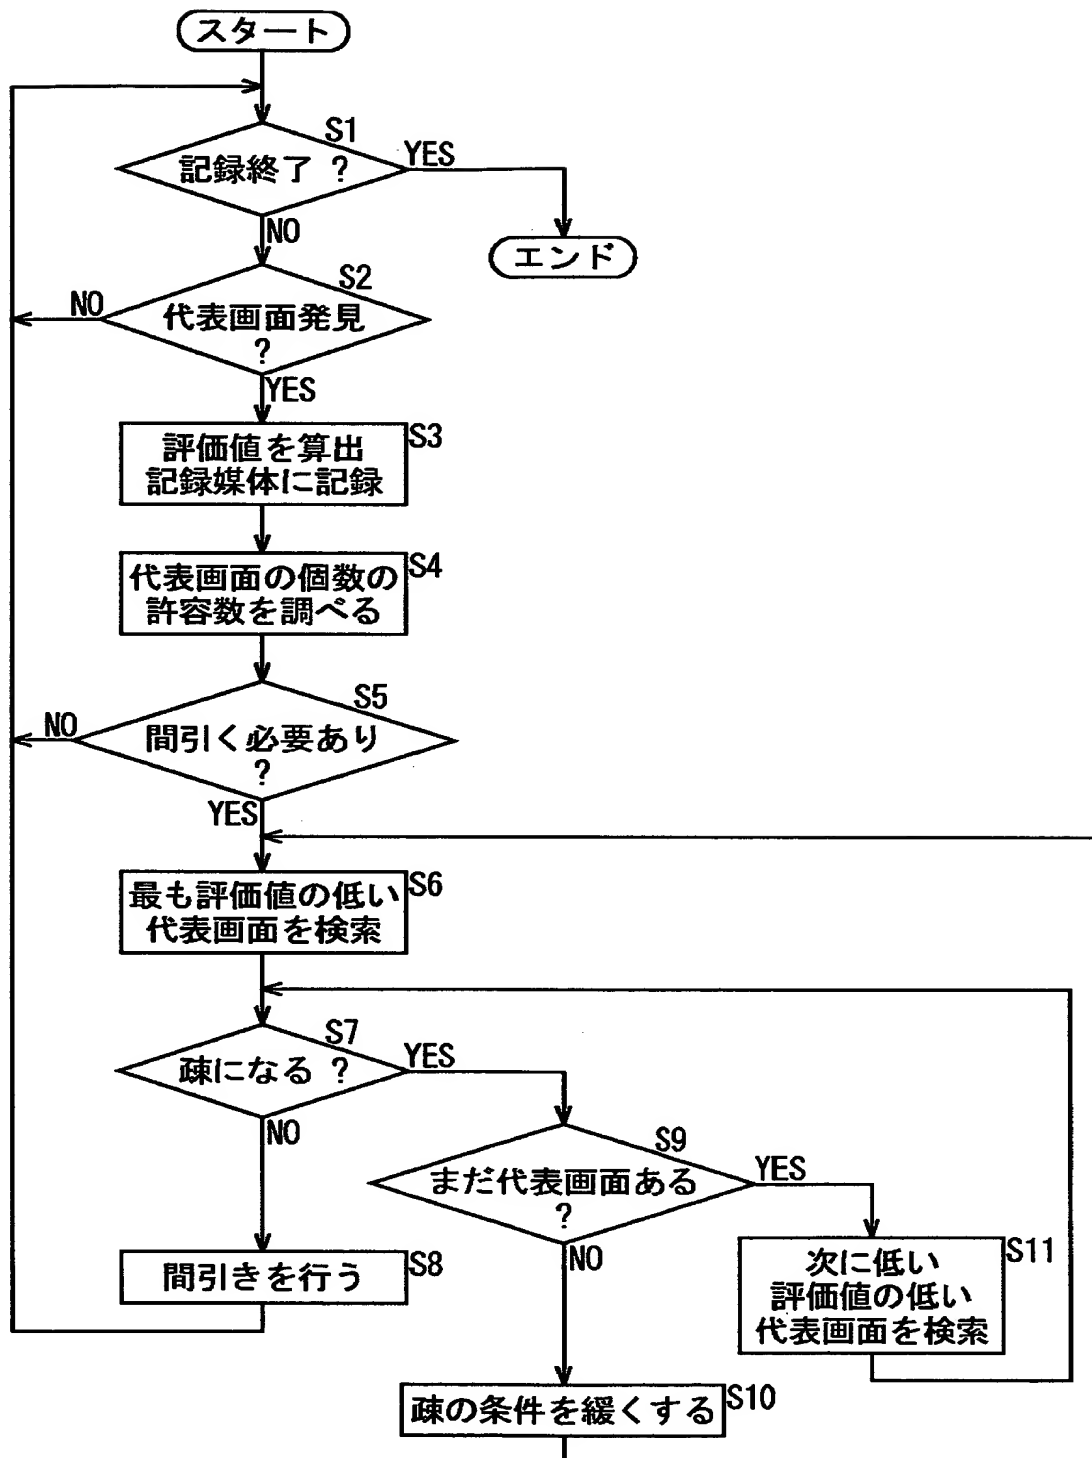 スタート
S1
記録終了 ?
YES
NO
エンド
S2
NO
代表画面発見
?
YES
S3
評価値を算出
記録媒体に記録
S4
代表画面の個数の
許容数を調べる
S5
NO
間引く必要あり
?
YES
S6
最も評価値の低い
代表画面を検索
S7
疎になる ?
YES
NO
S9
まだ代表画面ある
?
YES
NO
S8
間引きを行う
S11
次に低い
評価値の低い
代表画面を検索
S10
疎の条件を緩くする